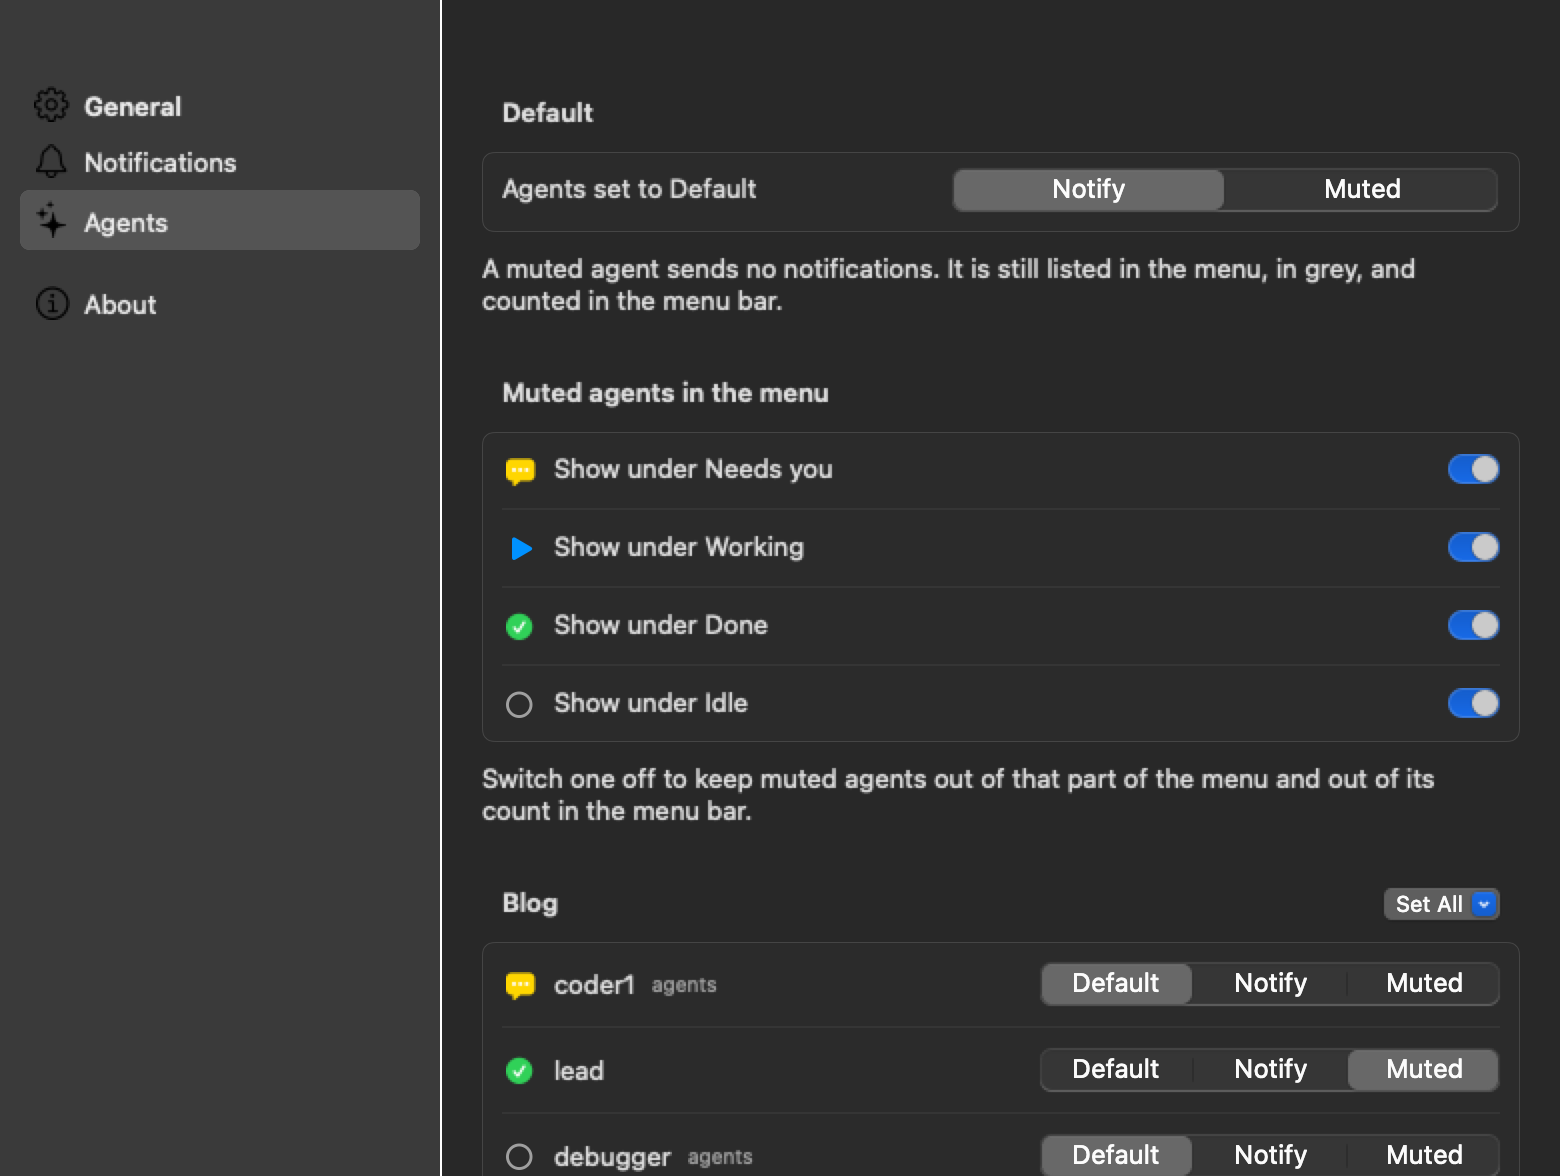 General
Notifications
Agents
About
Default
Agents set to Default Notify Muted
A muted agent sends no notifications. It is still listed in the menu, in grey, and
counted in the menu bar.
Muted agents in the menu
Show under Needs you
Show under Working
Show under Done
Show under Idle
Switch one off to keep muted agents out of that part of the menu and out of its
count in the menu bar.
Blog Set All
coder1 agents Default Notify Muted
lead Default Notify Muted
debugger agents Default Notify Muted